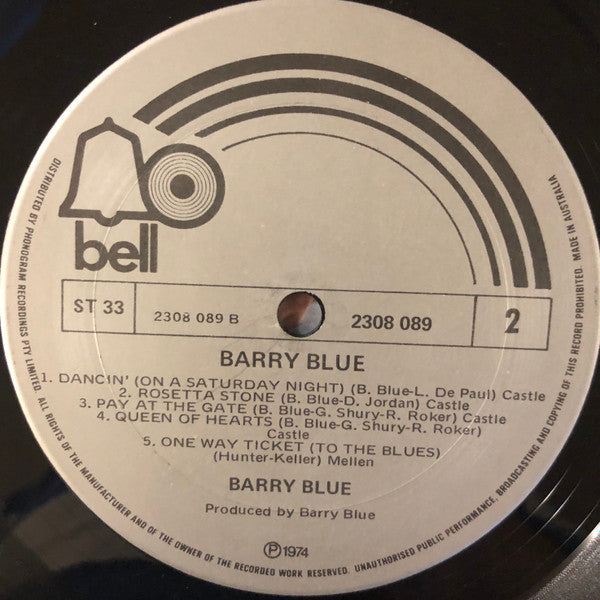 bell
ST 33
2308 089 B
2308 089
2
BARRY BLUE
1. DANCIN' (ON A SATURDAY NIGHT) (B. Blue-L. De Paul) Castle
2. ROSETTA STONE (B. Blue-D. Jordan) Castle
3. PAY AT THE GATE (B. Blue-G. Shury-R. Roker)
4. QUEEN OF HEARTS (B. Blue-G. Shury-R. Roker)
Castle
5. ONE WAY TICKET (TO THE BLUES)
(Hunter-Keller) Mellen
BARRY BLUE
Produced by Barry Blue
Ⓟ1974
DISTRIBUTED BY PHONOGRAM RECORDINGS PTY LIMITED. ALL RIGHTS OF THE MANUFACTURER AND OF THE OWNER OF THE RECORDED WORK RESERVED. UNAUTHORISED PUBLIC PERFORMANCE, BROADCASTING AND COPYING OF THIS RECORD PROHIBITED. MADE IN AUSTRALIA